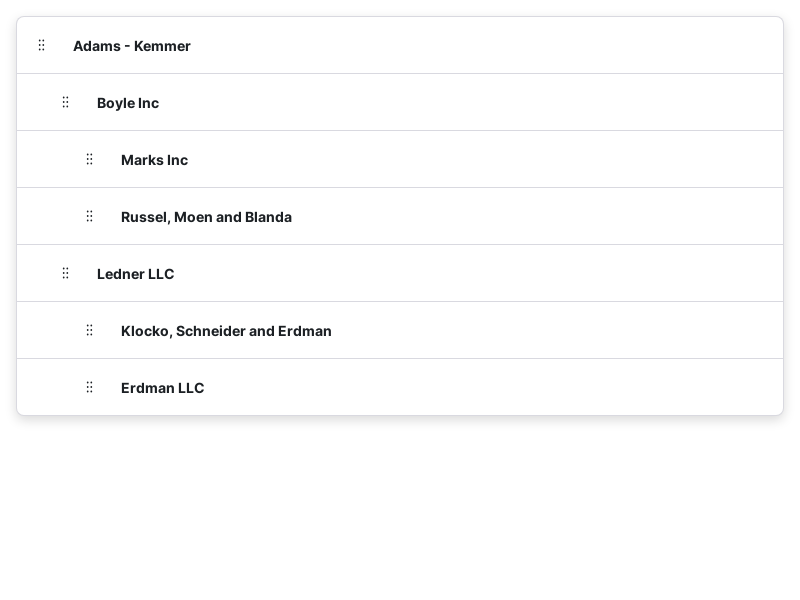 Adams - Kemmer
Boyle Inc
Marks Inc
Russel, Moen and Blanda
Ledner LLC
Klocko, Schneider and Erdman
Erdman LLC